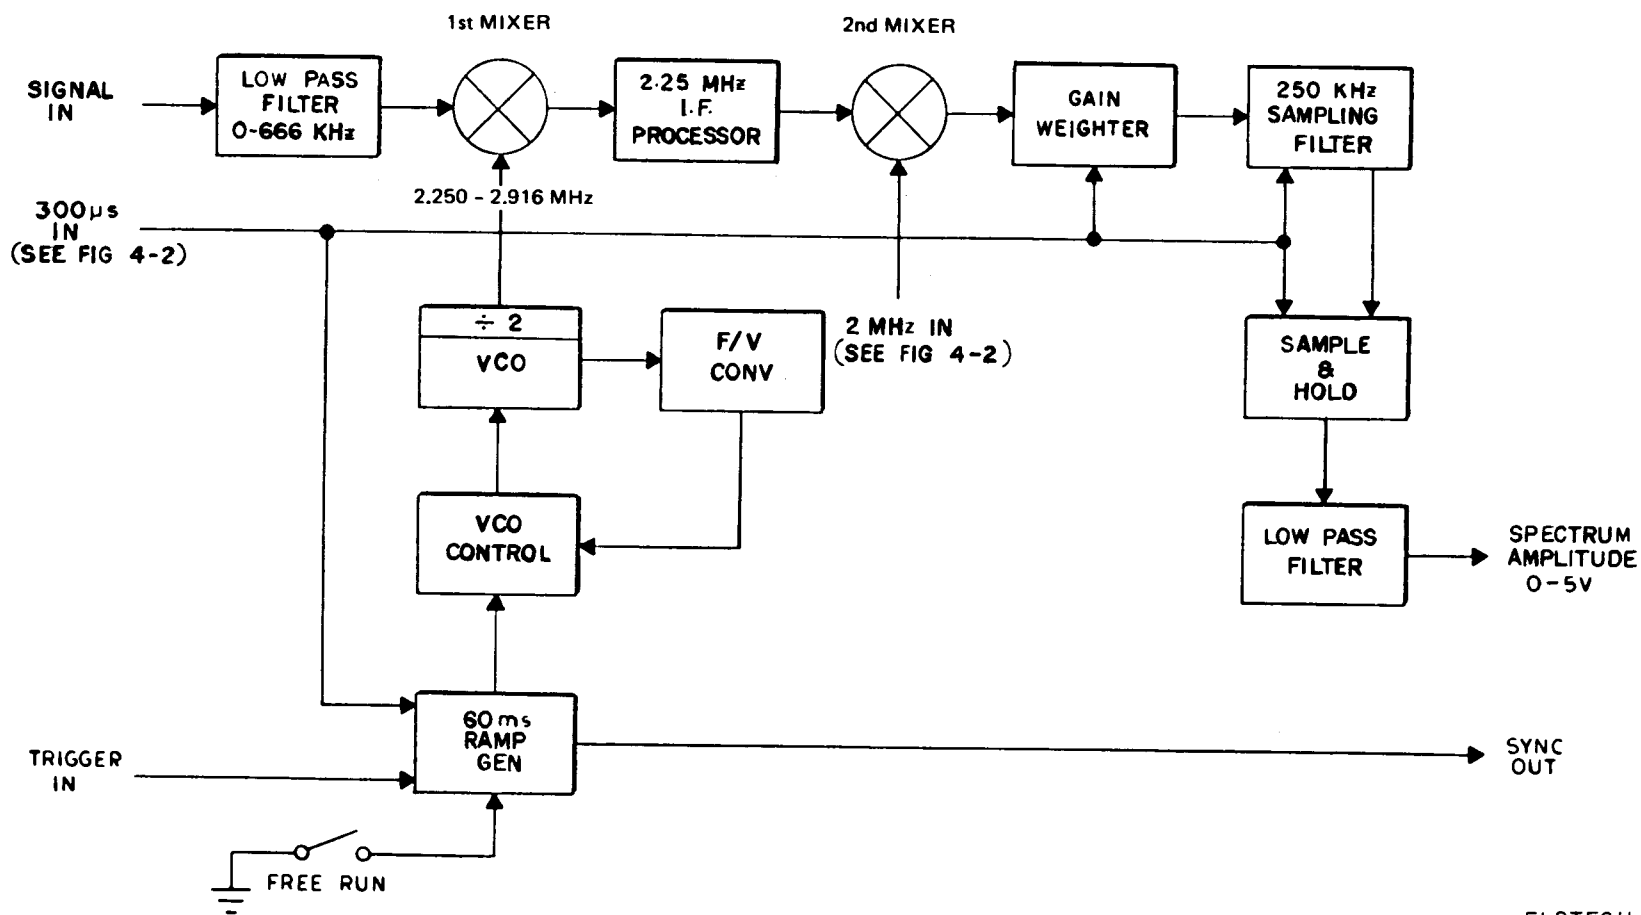 1st MIXER
2nd MIXER
SIGNAL
IN
LOW PASS
FILTER
0-666 KHz
2.25 MHz
I.F.
PROCESSOR
GAIN
WEIGHTER
250 KHz
SAMPLING
FILTER
2.250 - 2.916 MHz
300µs
IN
(SEE FIG 4-2)
÷ 2
VCO
F/V
CONV
2 MHz IN
(SEE FIG 4-2)
SAMPLE
&
HOLD
VCO
CONTROL
LOW PASS
FILTER
SPECTRUM
AMPLITUDE
0-5V
60ms
RAMP
GEN
TRIGGER
IN
SYNC
OUT
FREE RUN